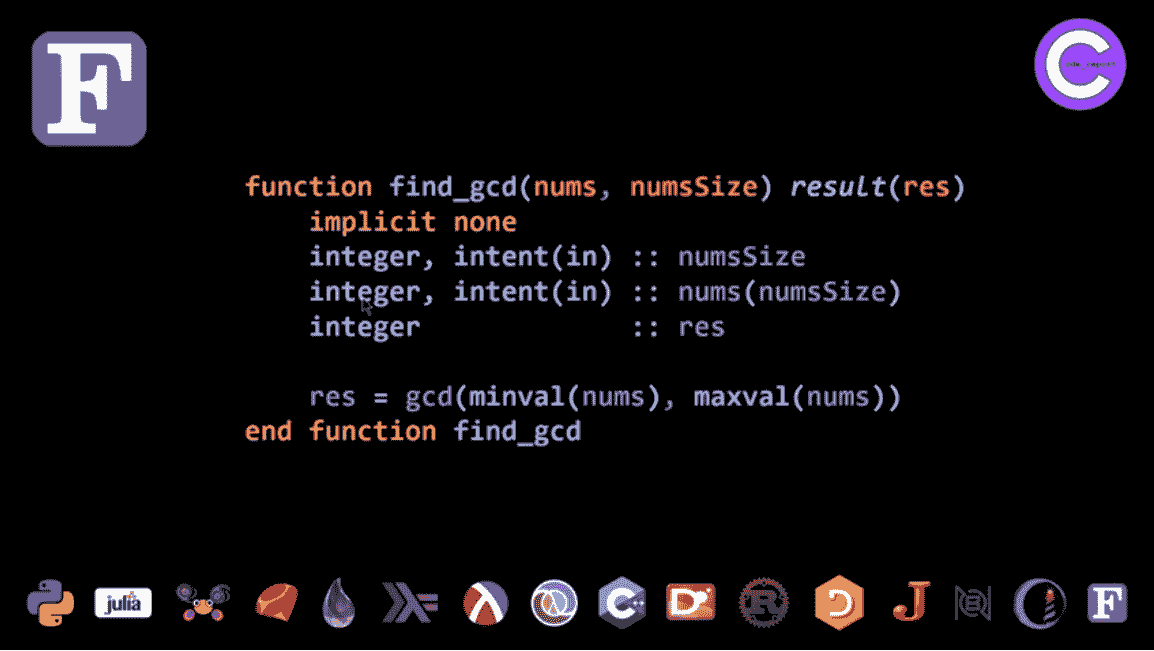 F
C
function find_gcd(nums, numsSize) result(res)
    implicit none
    integer, intent(in) :: numsSize
    integer, intent(in) :: nums(numsSize)
    integer             :: res

    res = gcd(minval(nums), maxval(nums))
end function find_gcd
julia
C++
D
R
J
F